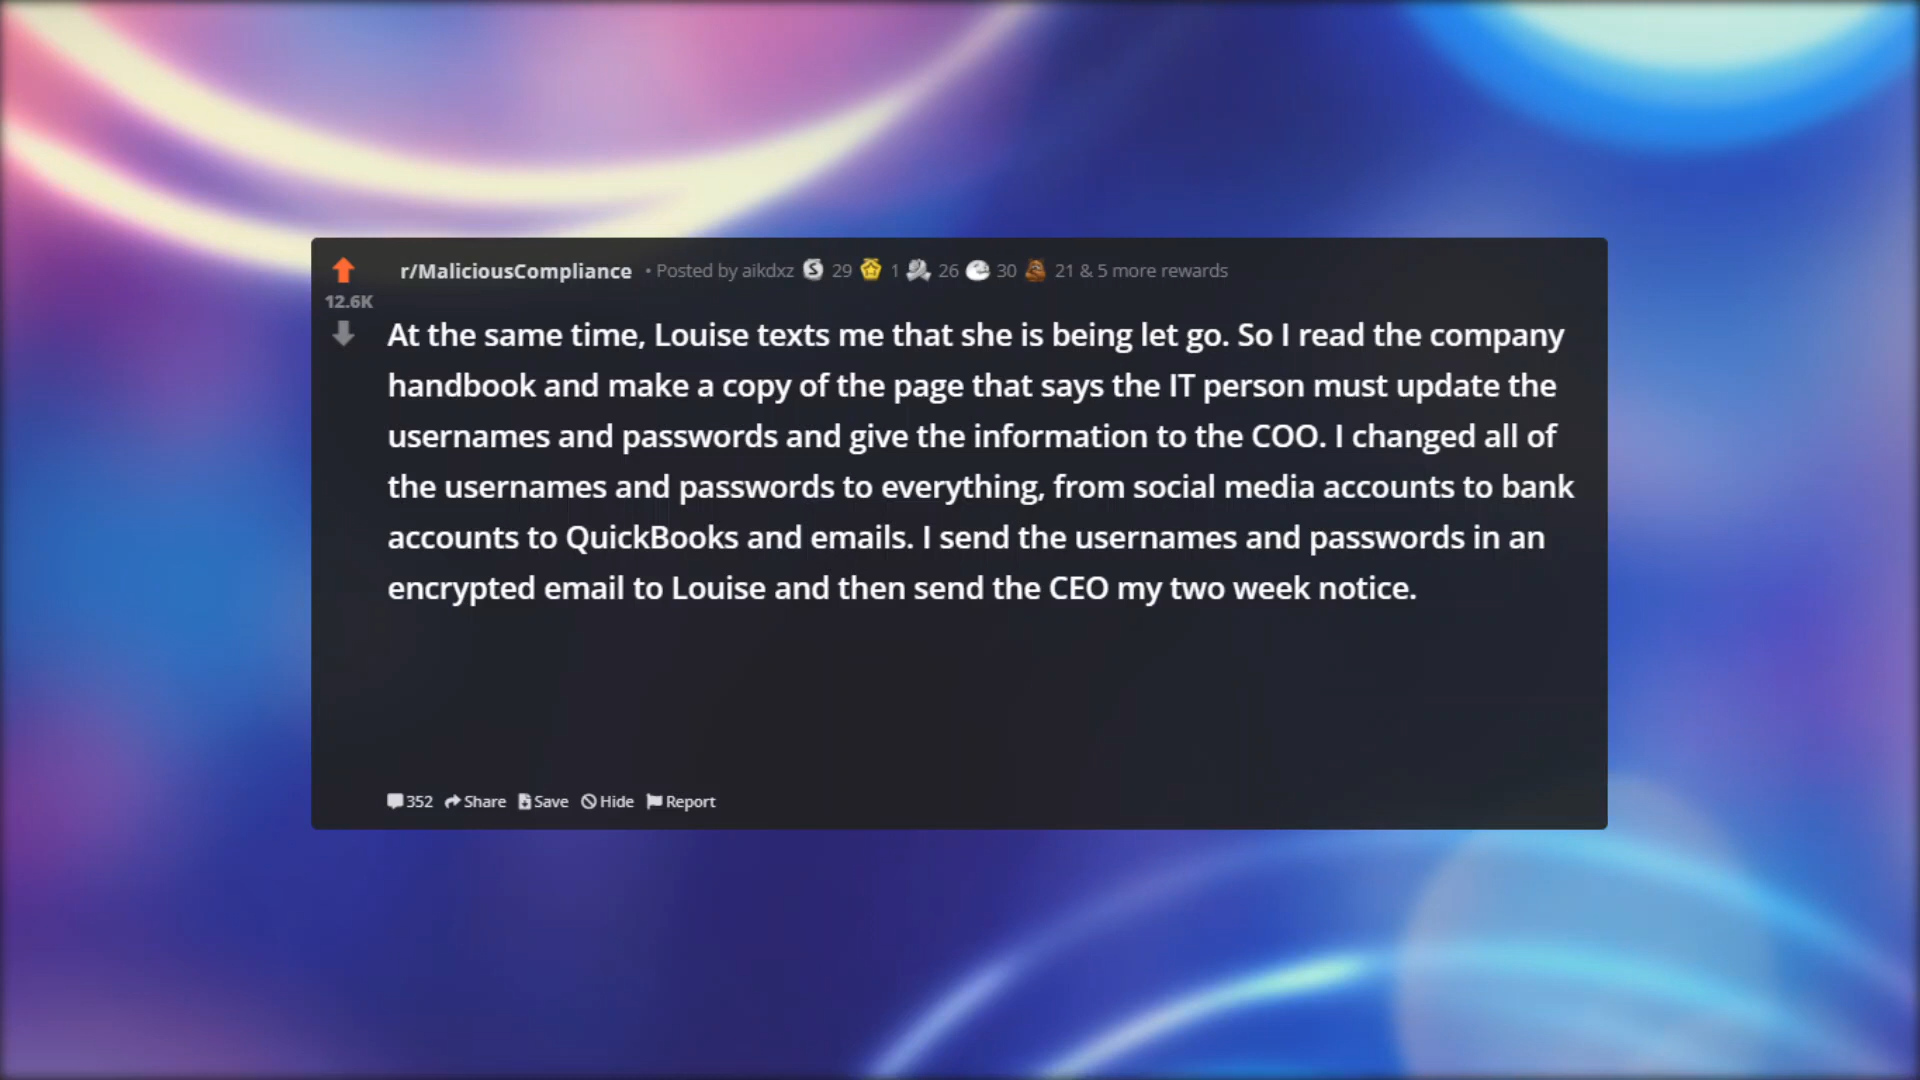 r/MaliciousCompliance • Posted by aikdxz 29 1 26 30 21 & 5 more rewards
12.6K
At the same time, Louise texts me that she is being let go. So I read the company
handbook and make a copy of the page that says the IT person must update the
usernames and passwords and give the information to the COO. I changed all of
the usernames and passwords to everything, from social media accounts to bank
accounts to QuickBooks and emails. I send the usernames and passwords in an
encrypted email to Louise and then send the CEO my two week notice.
352 Share Save Hide Report